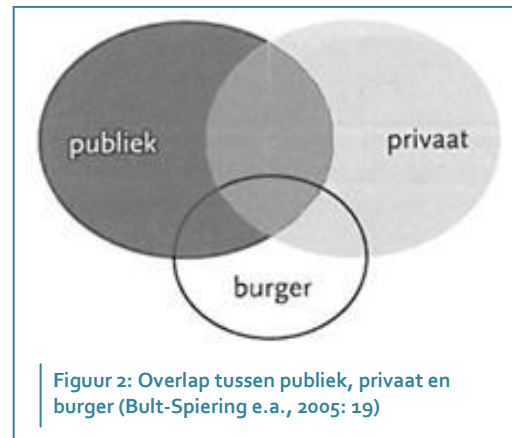 publiek
privaat
burger
Figuur 2: Overlap tussen publiek, privaat en
burger (Bult-Spiering e.a., 2005: 19)